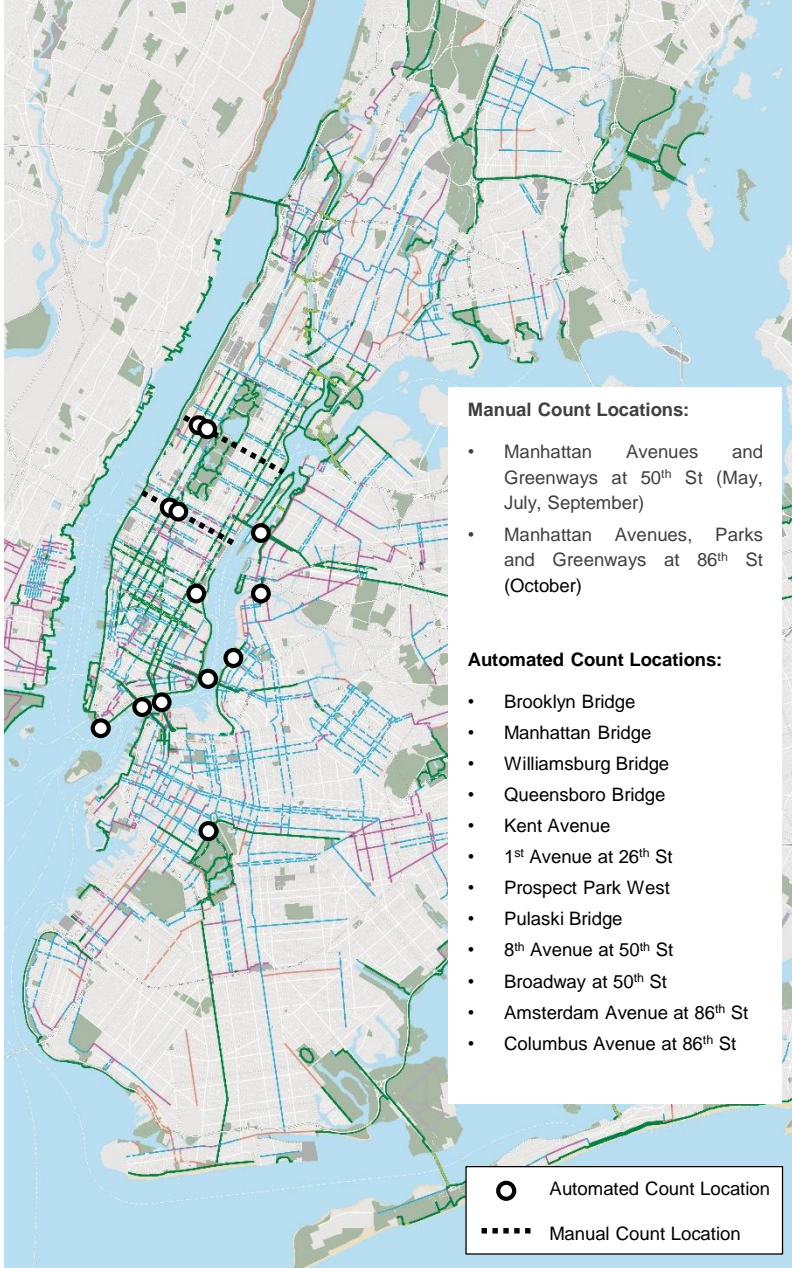 Manual Count Locations:
• Manhattan Avenues and
Greenways at 50th St (May,
July, September)
• Manhattan Avenues, Parks
and Greenways at 86th St
(October)
Automated Count Locations:
• Brooklyn Bridge
• Manhattan Bridge
• Williamsburg Bridge
• Queensboro Bridge
• Kent Avenue
• 1st Avenue at 26th St
• Prospect Park West
• Pulaski Bridge
• 8th Avenue at 50th St
• Broadway at 50th St
• Amsterdam Avenue at 86th St
• Columbus Avenue at 86th St
Automated Count Location
Manual Count Location